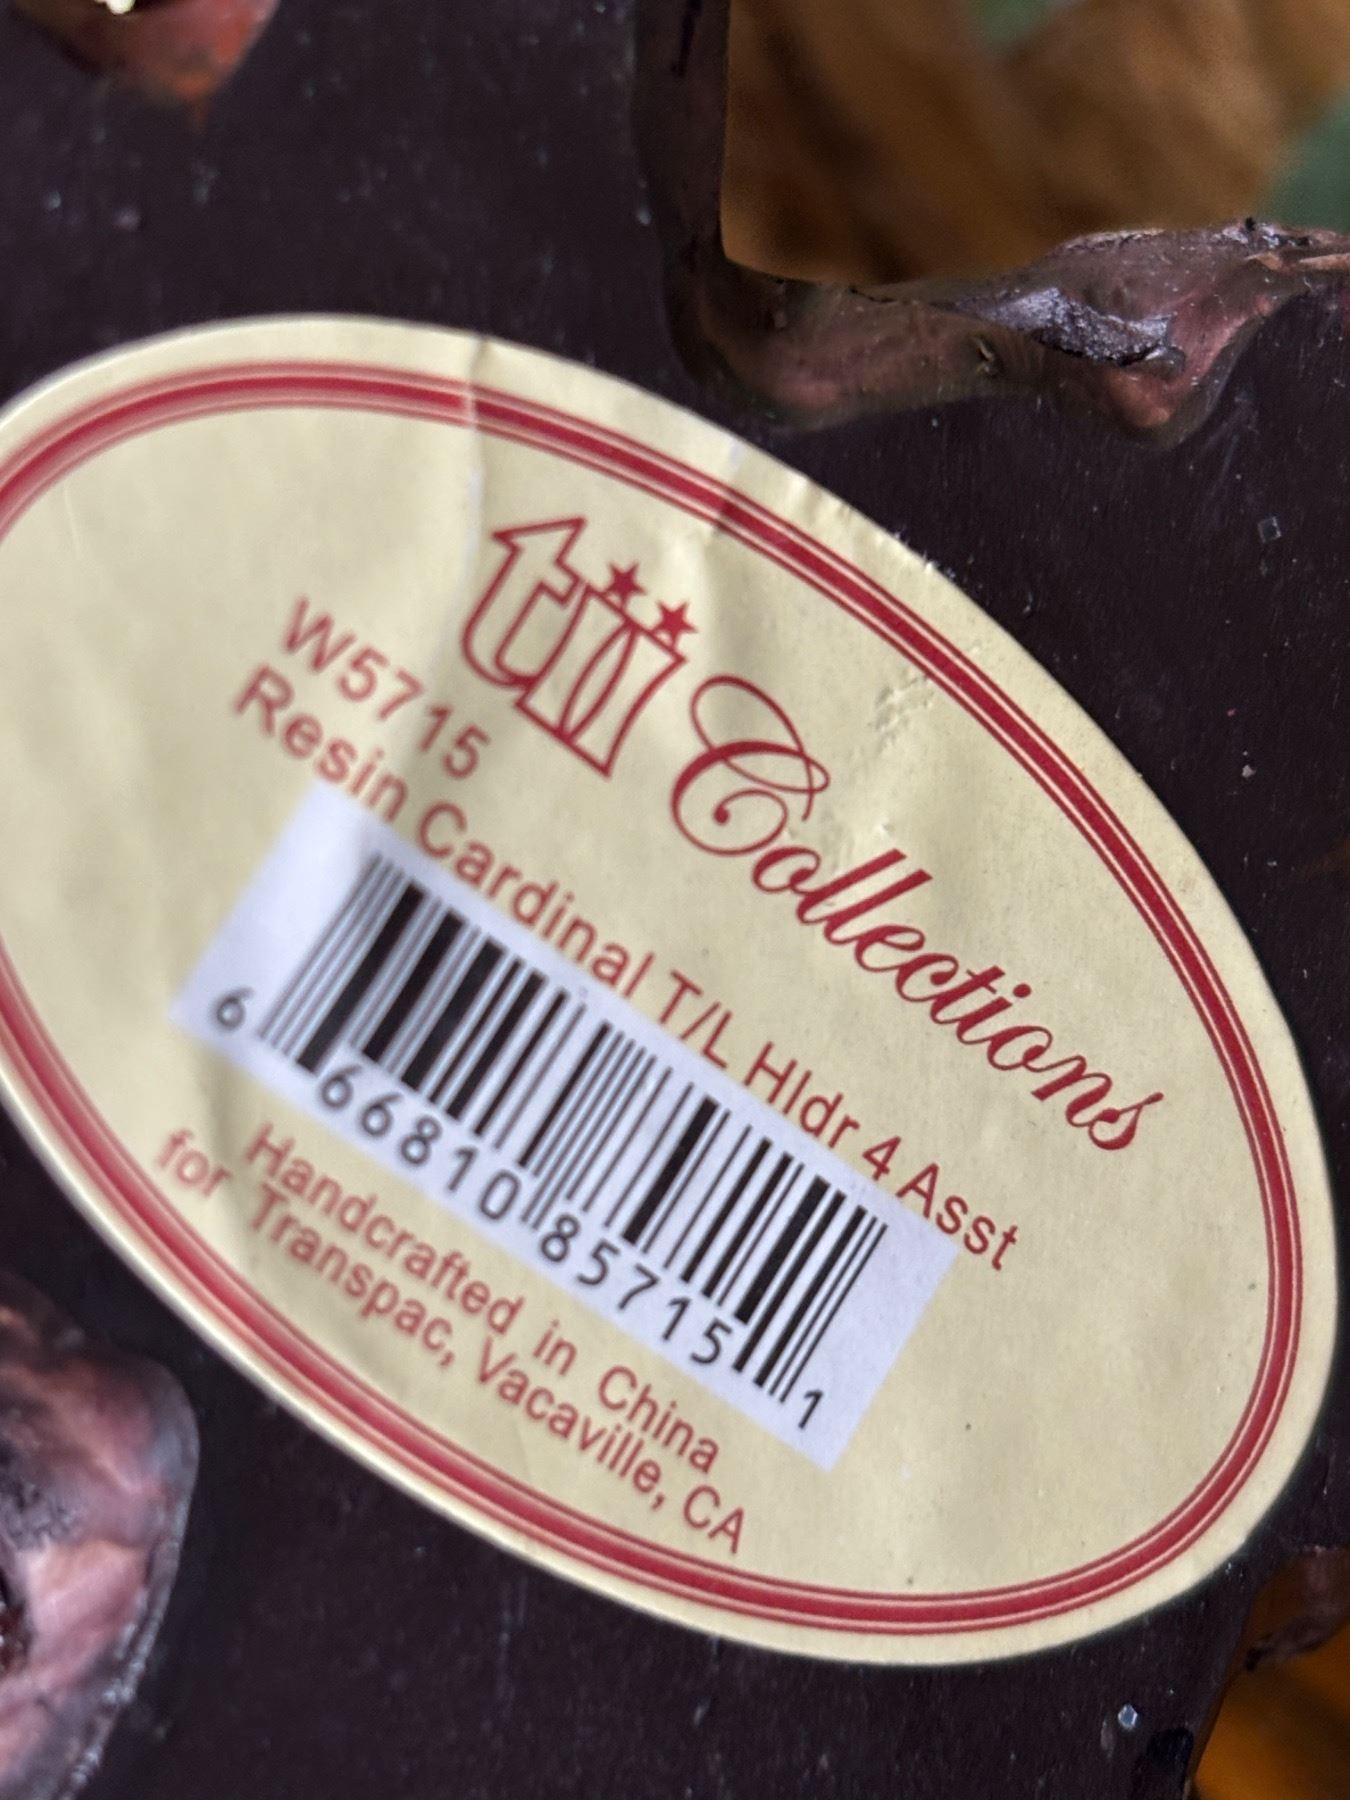 tii Collections
W5715
Resin Cardinal T/L Hldr 4 Asst
6 66810 85715 1
Handcrafted in China
for Transpac, Vacaville, CA